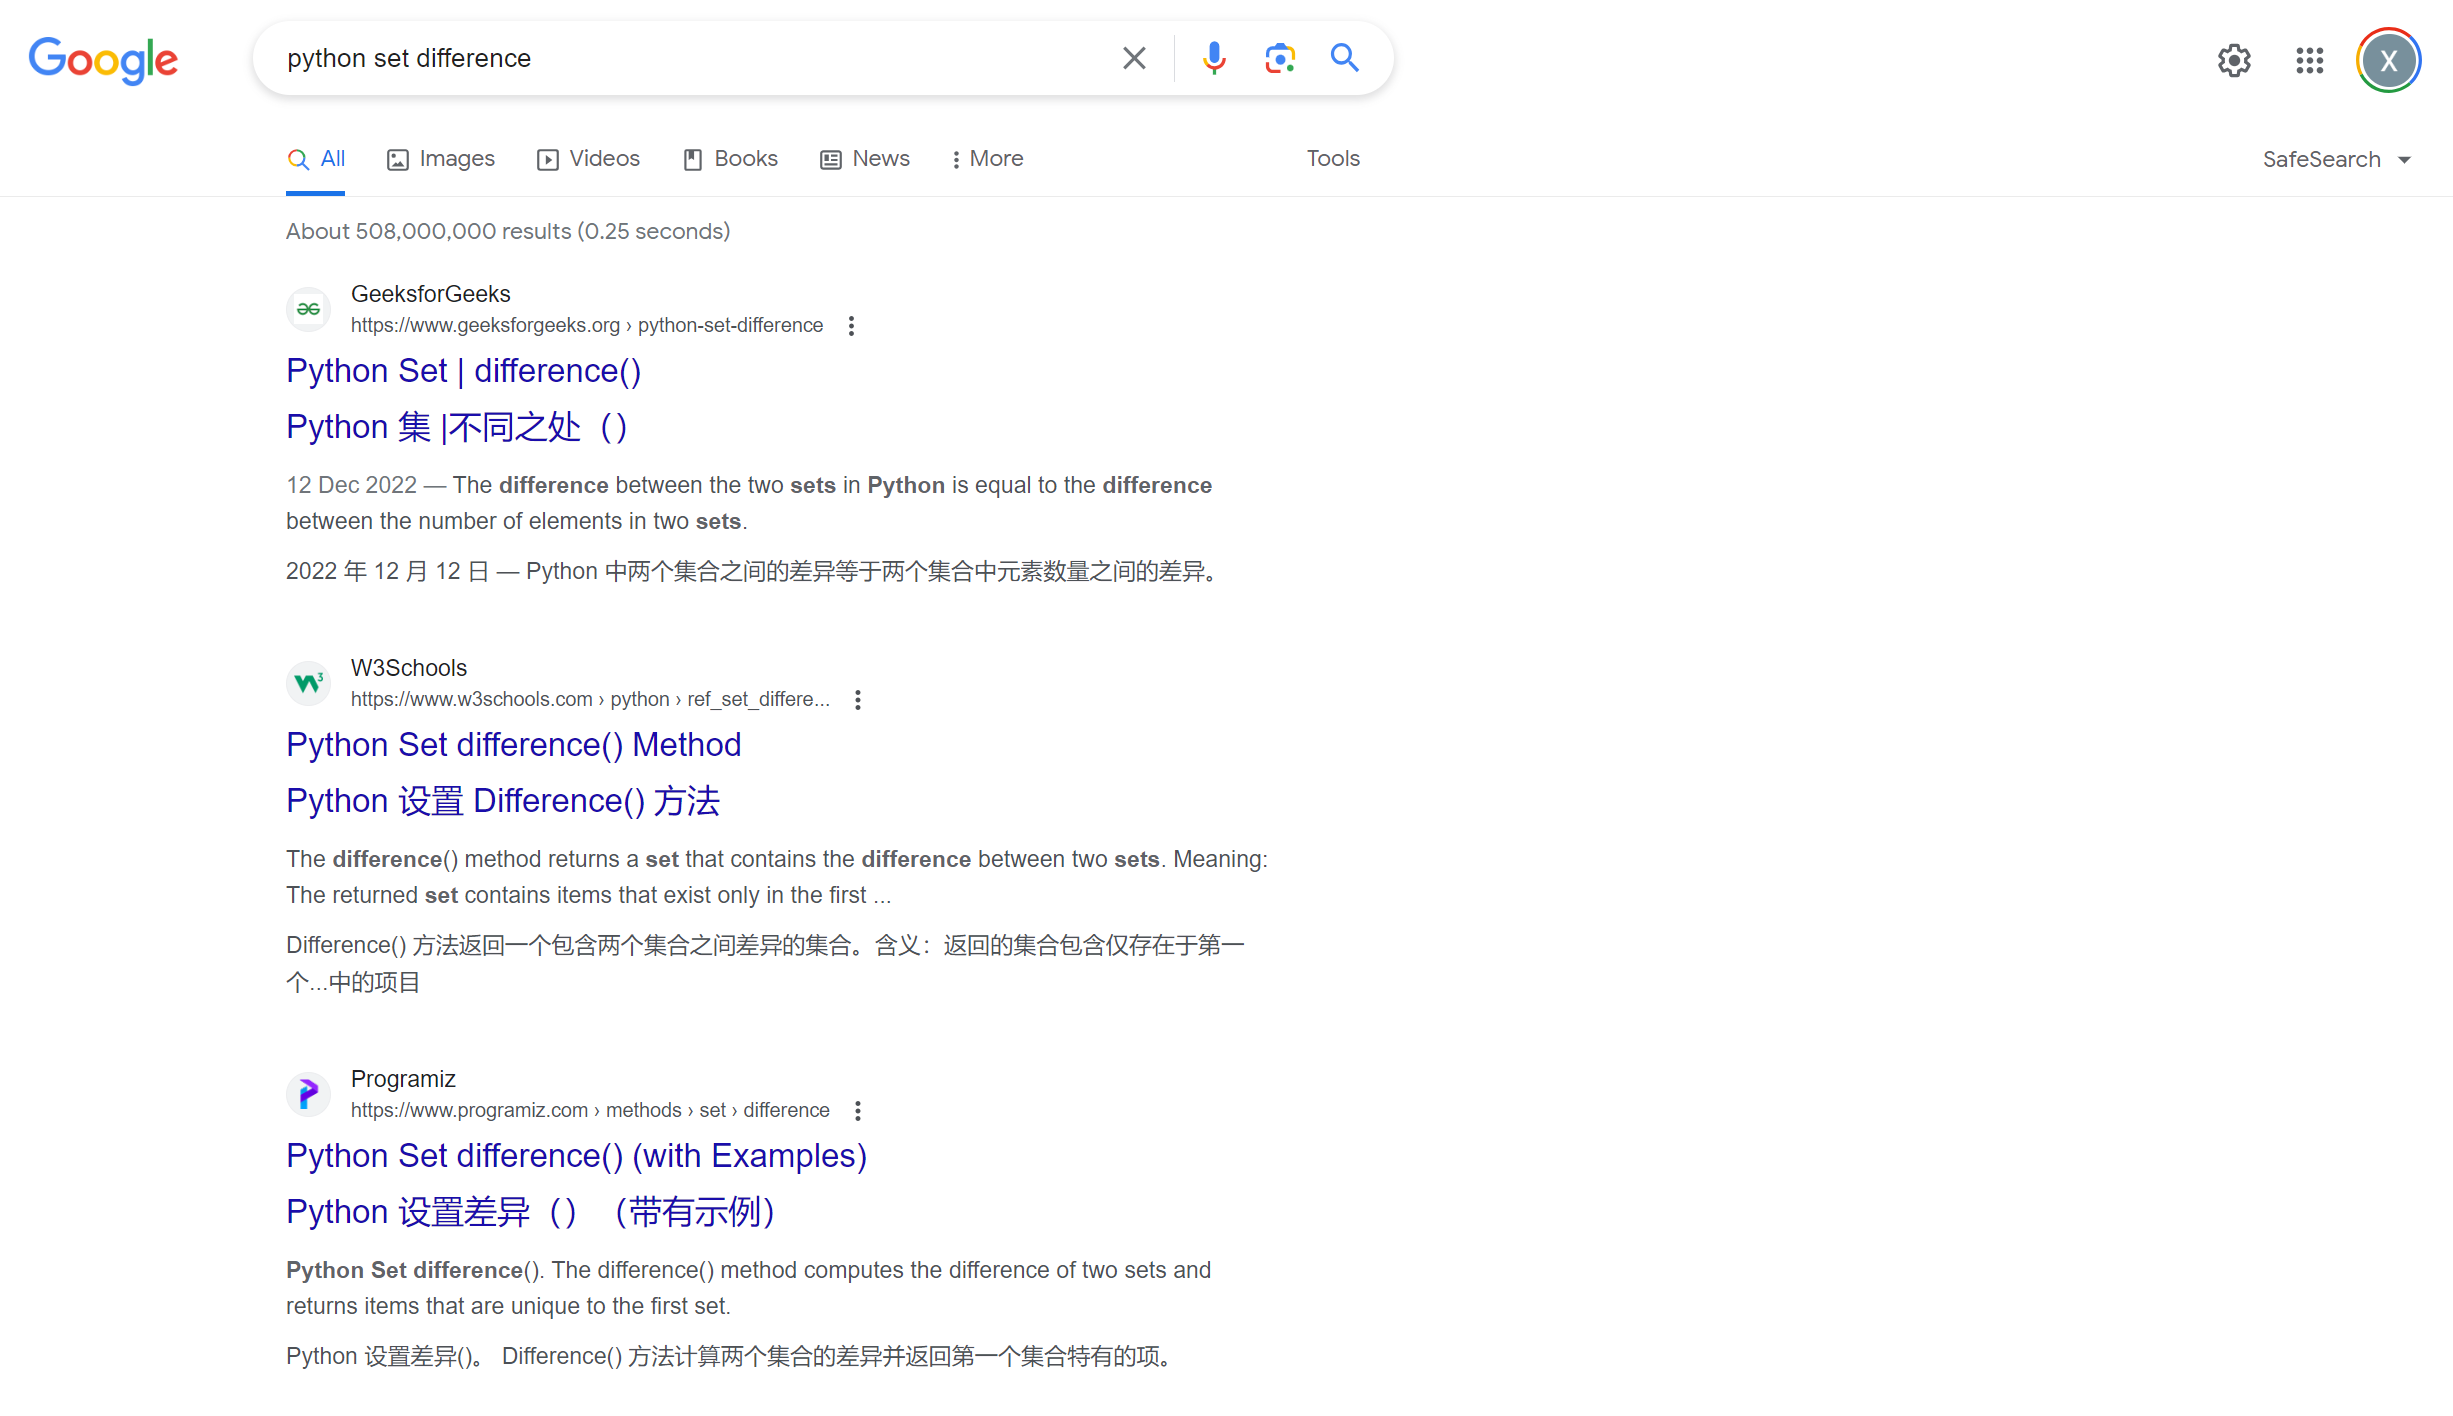 Google
python set difference
X
All
Images
Videos
Books
News
More
Tools
SafeSearch
About 508,000,000 results (0.25 seconds)
GeeksforGeeks
https://www.geeksforgeeks.org › python-set-difference
Python Set | difference()
Python 集 |不同之处（）
12 Dec 2022 — The difference between the two sets in Python is equal to the difference
between the number of elements in two sets.
2022 年 12 月 12 日 — Python 中两个集合之间的差异等于两个集合中元素数量之间的差异。
W3Schools
https://www.w3schools.com › python › ref_set_differe...
Python Set difference() Method
Python 设置 Difference() 方法
The difference() method returns a set that contains the difference between two sets. Meaning:
The returned set contains items that exist only in the first ...
Difference() 方法返回一个包含两个集合之间差异的集合。含义：返回的集合包含仅存在于第一
个...中的项目
Programiz
https://www.programiz.com › methods › set › difference
Python Set difference() (with Examples)
Python 设置差异（）（带有示例）
Python Set difference(). The difference() method computes the difference of two sets and
returns items that are unique to the first set.
Python 设置差异()。 Difference() 方法计算两个集合的差异并返回第一个集合特有的项。